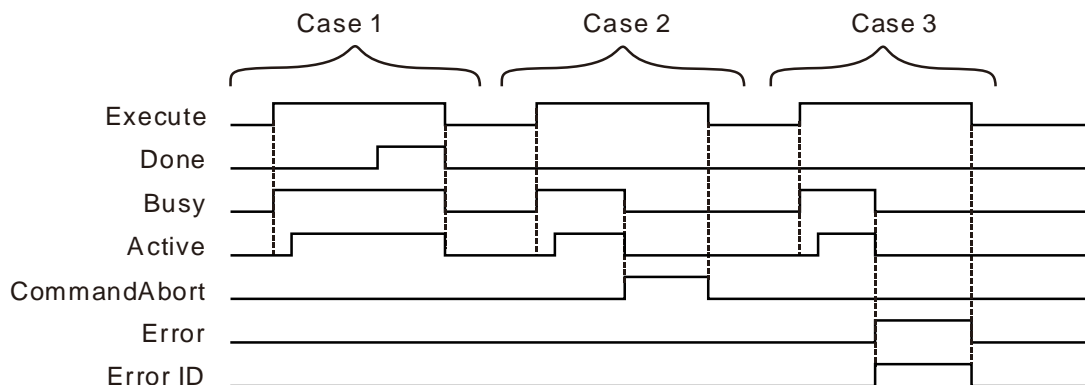 Case 1
Case 2
Case 3
Execute
Done
Busy
Active
CommandAbort
Error
Error ID